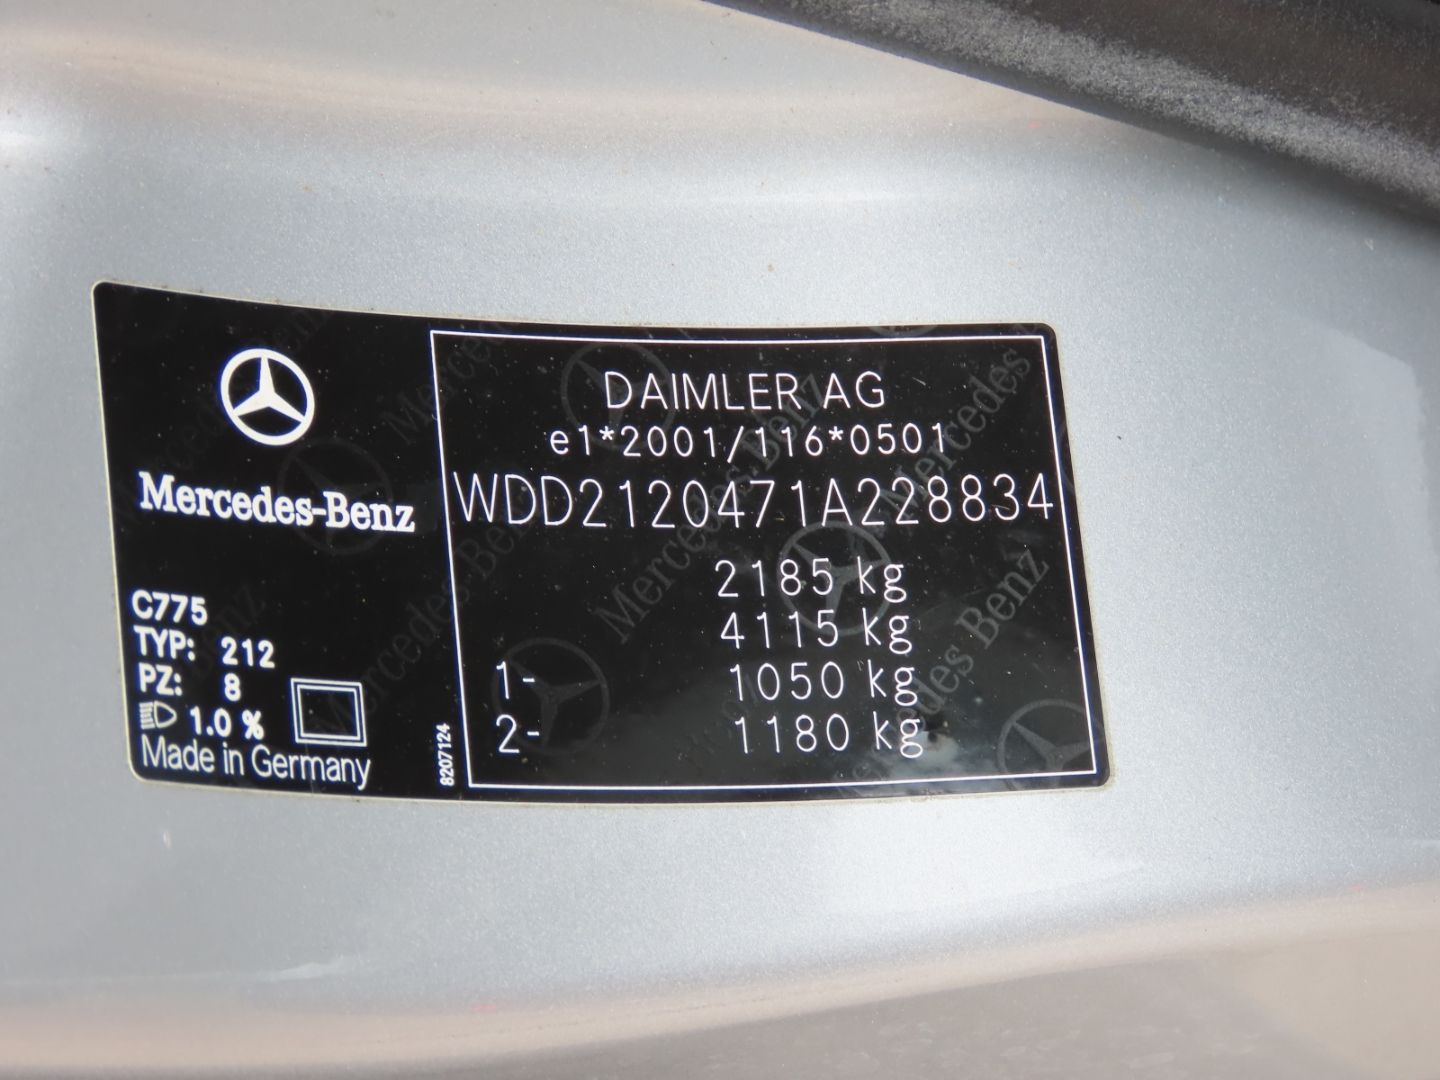 Mercedes-Benz
C775
TYP: 212
PZ: 8
1.0 %
Made in Germany
8207124
DAIMLER AG
e1*2001/116*0501
WDD2120471A228834
2185 kg
4115 kg
1- 1050 kg
2- 1180 kg